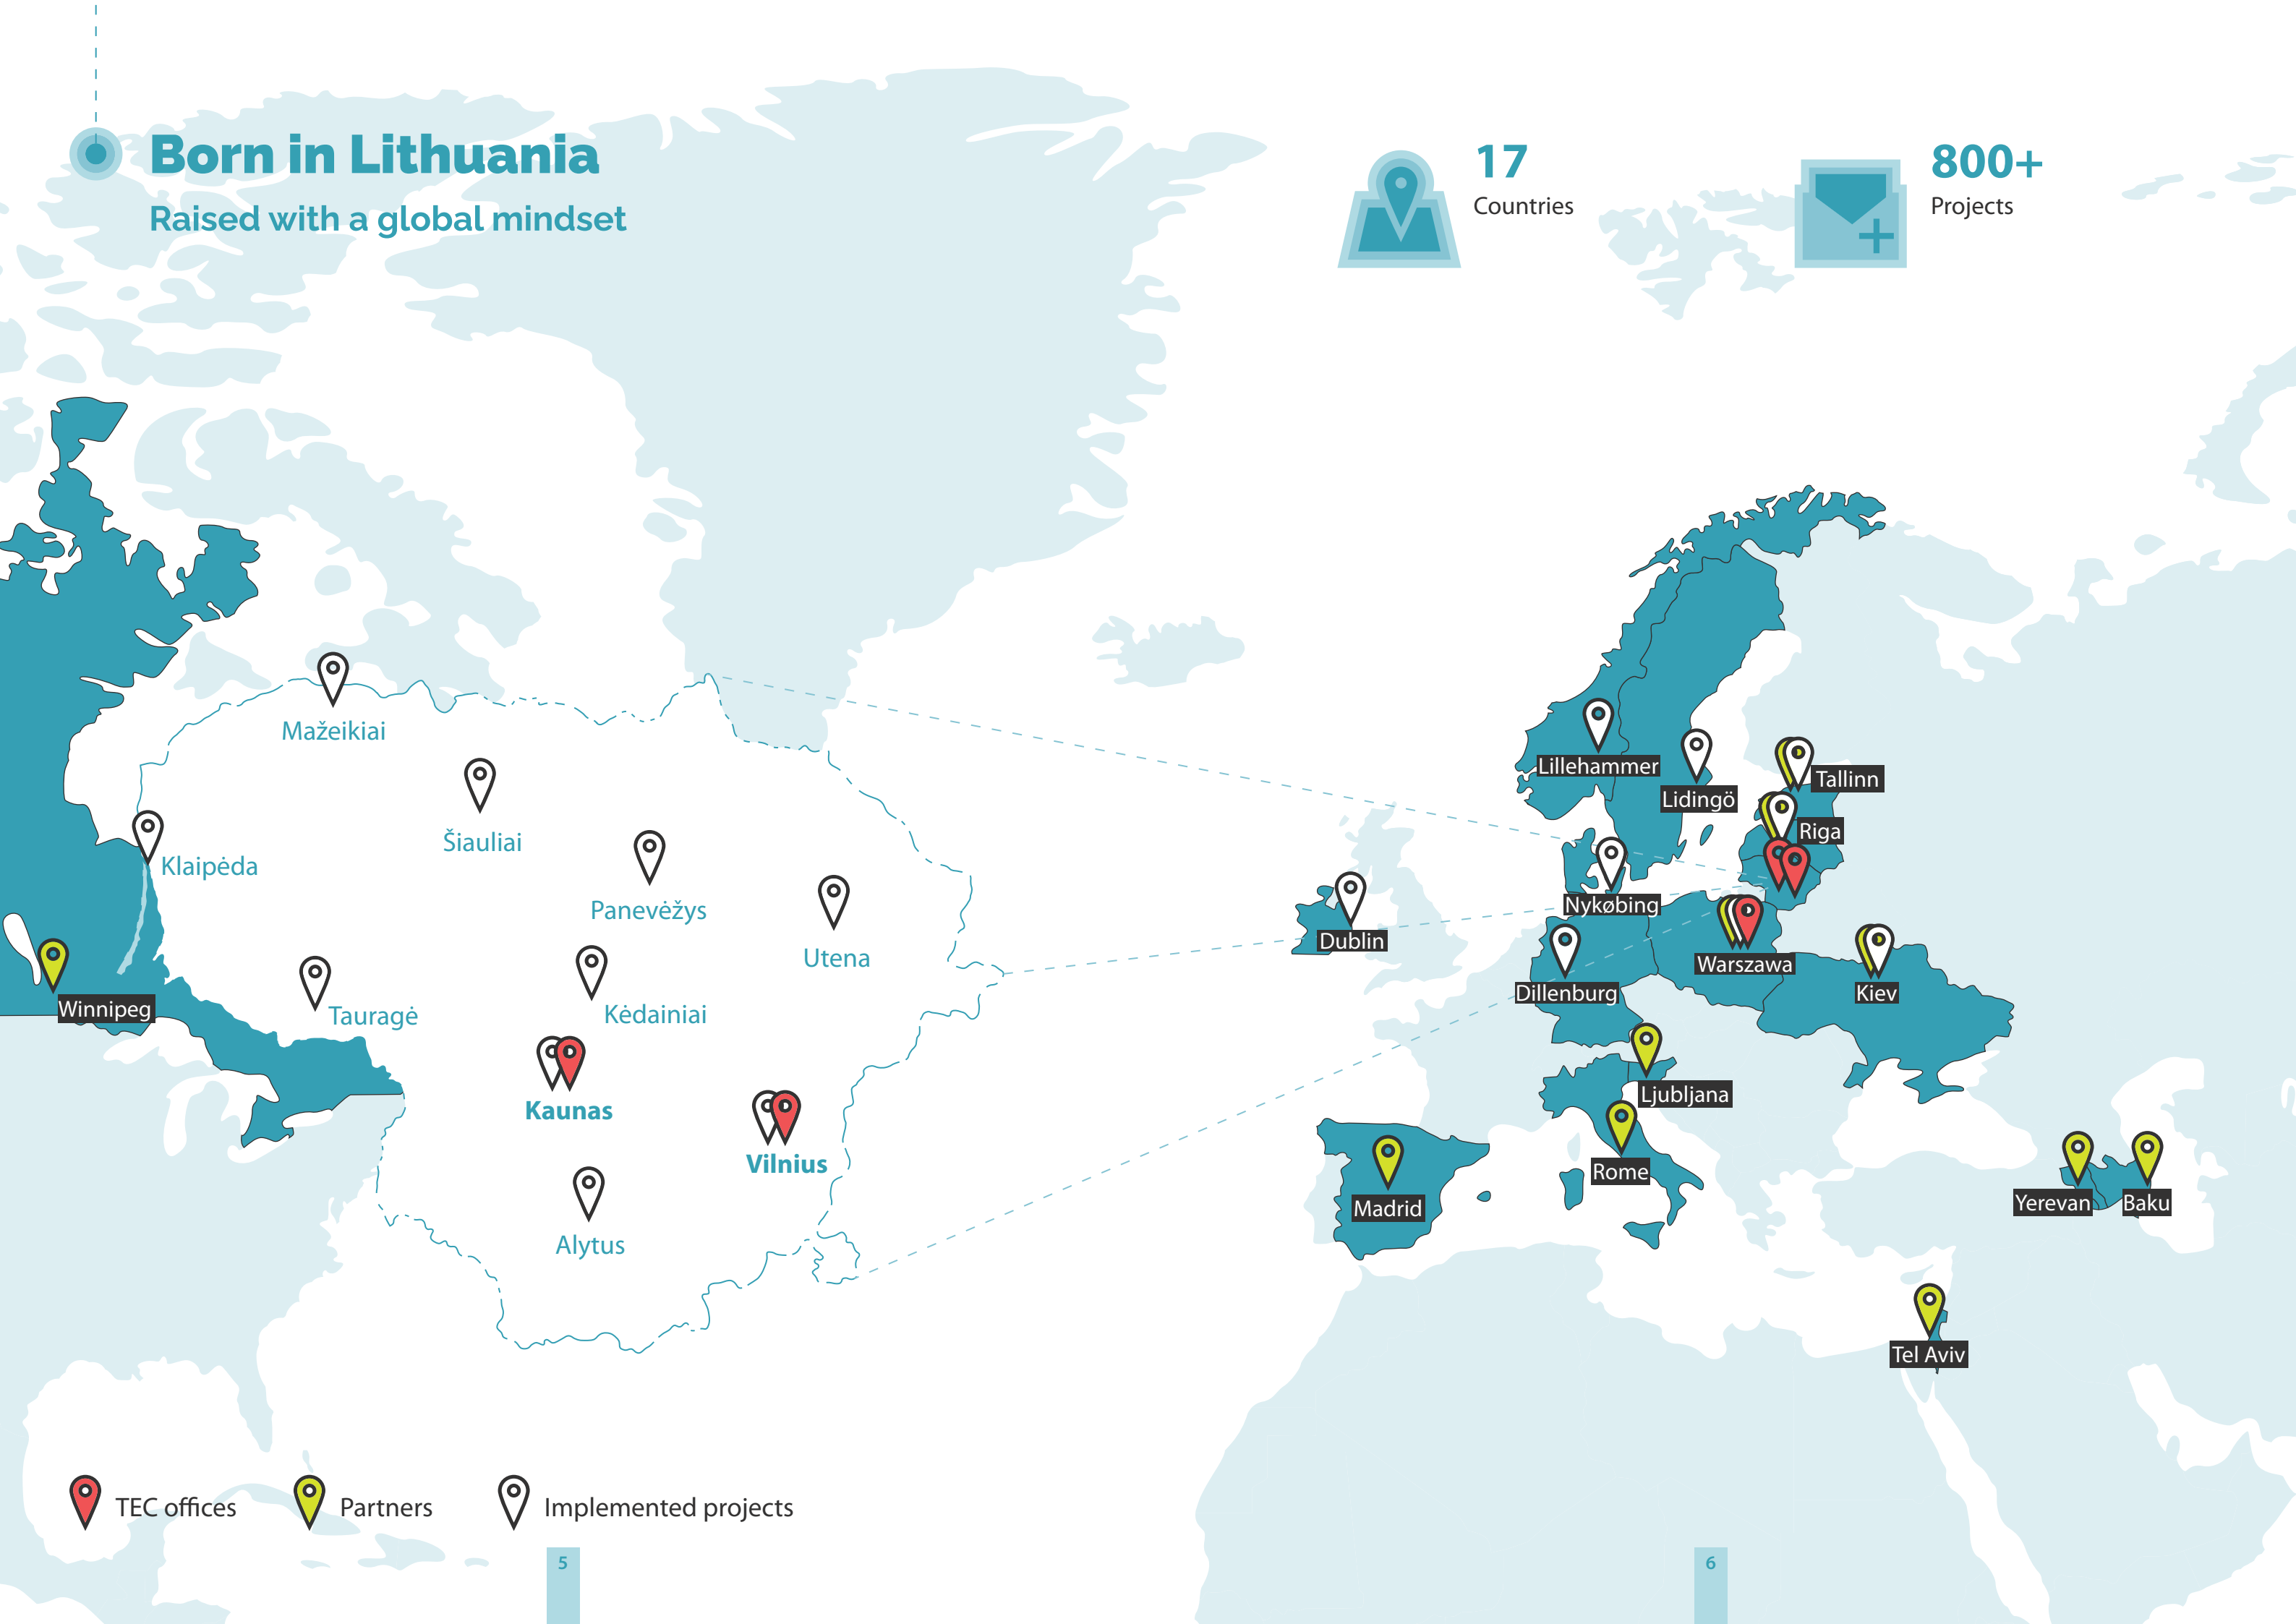 Born in Lithuania
Raised with a global mindset
17
Countries
800+
Projects
Mažeikiai
Šiauliai
Klaipėda
Panevėžys
Utena
Winnipeg
Tauragė
Kėdainiai
Kaunas
Vilnius
Alytus
Lillehammer
Lidingö
Tallinn
Riga
Nykøbing
Dublin
Warszawa
Dillenburg
Kiev
Ljubljana
Rome
Madrid
Yerevan
Baku
Tel Aviv
TEC offices
Partners
Implemented projects
5
6